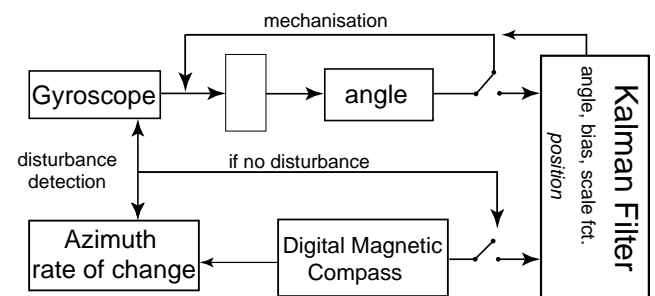 mechanisation
Gyroscope
angle
disturbance
detection
if no disturbance
Azimuth
rate of change
Digital Magnetic
Compass
Kalman Filter
angle, bias, scale fct.
position